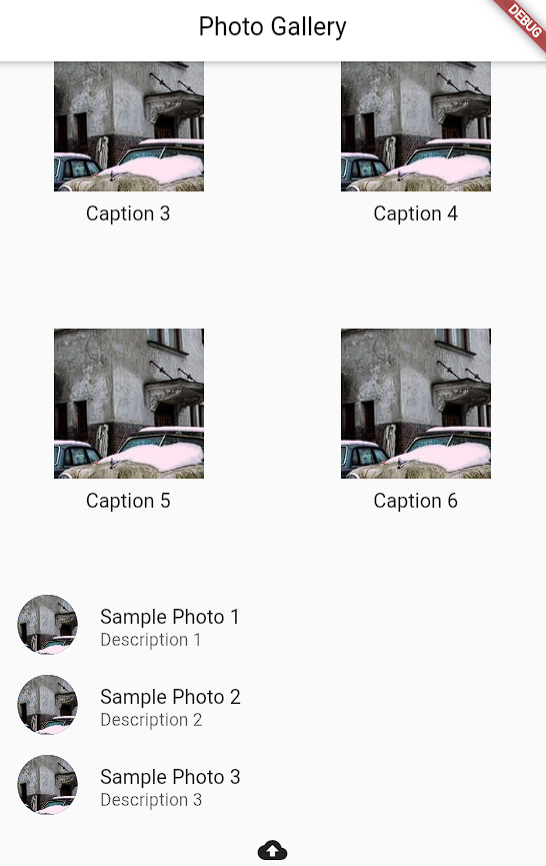 Photo Gallery
DEBUG
Caption 3
Caption 4
Caption 5
Caption 6
Sample Photo 1
Description 1
Sample Photo 2
Description 2
Sample Photo 3
Description 3